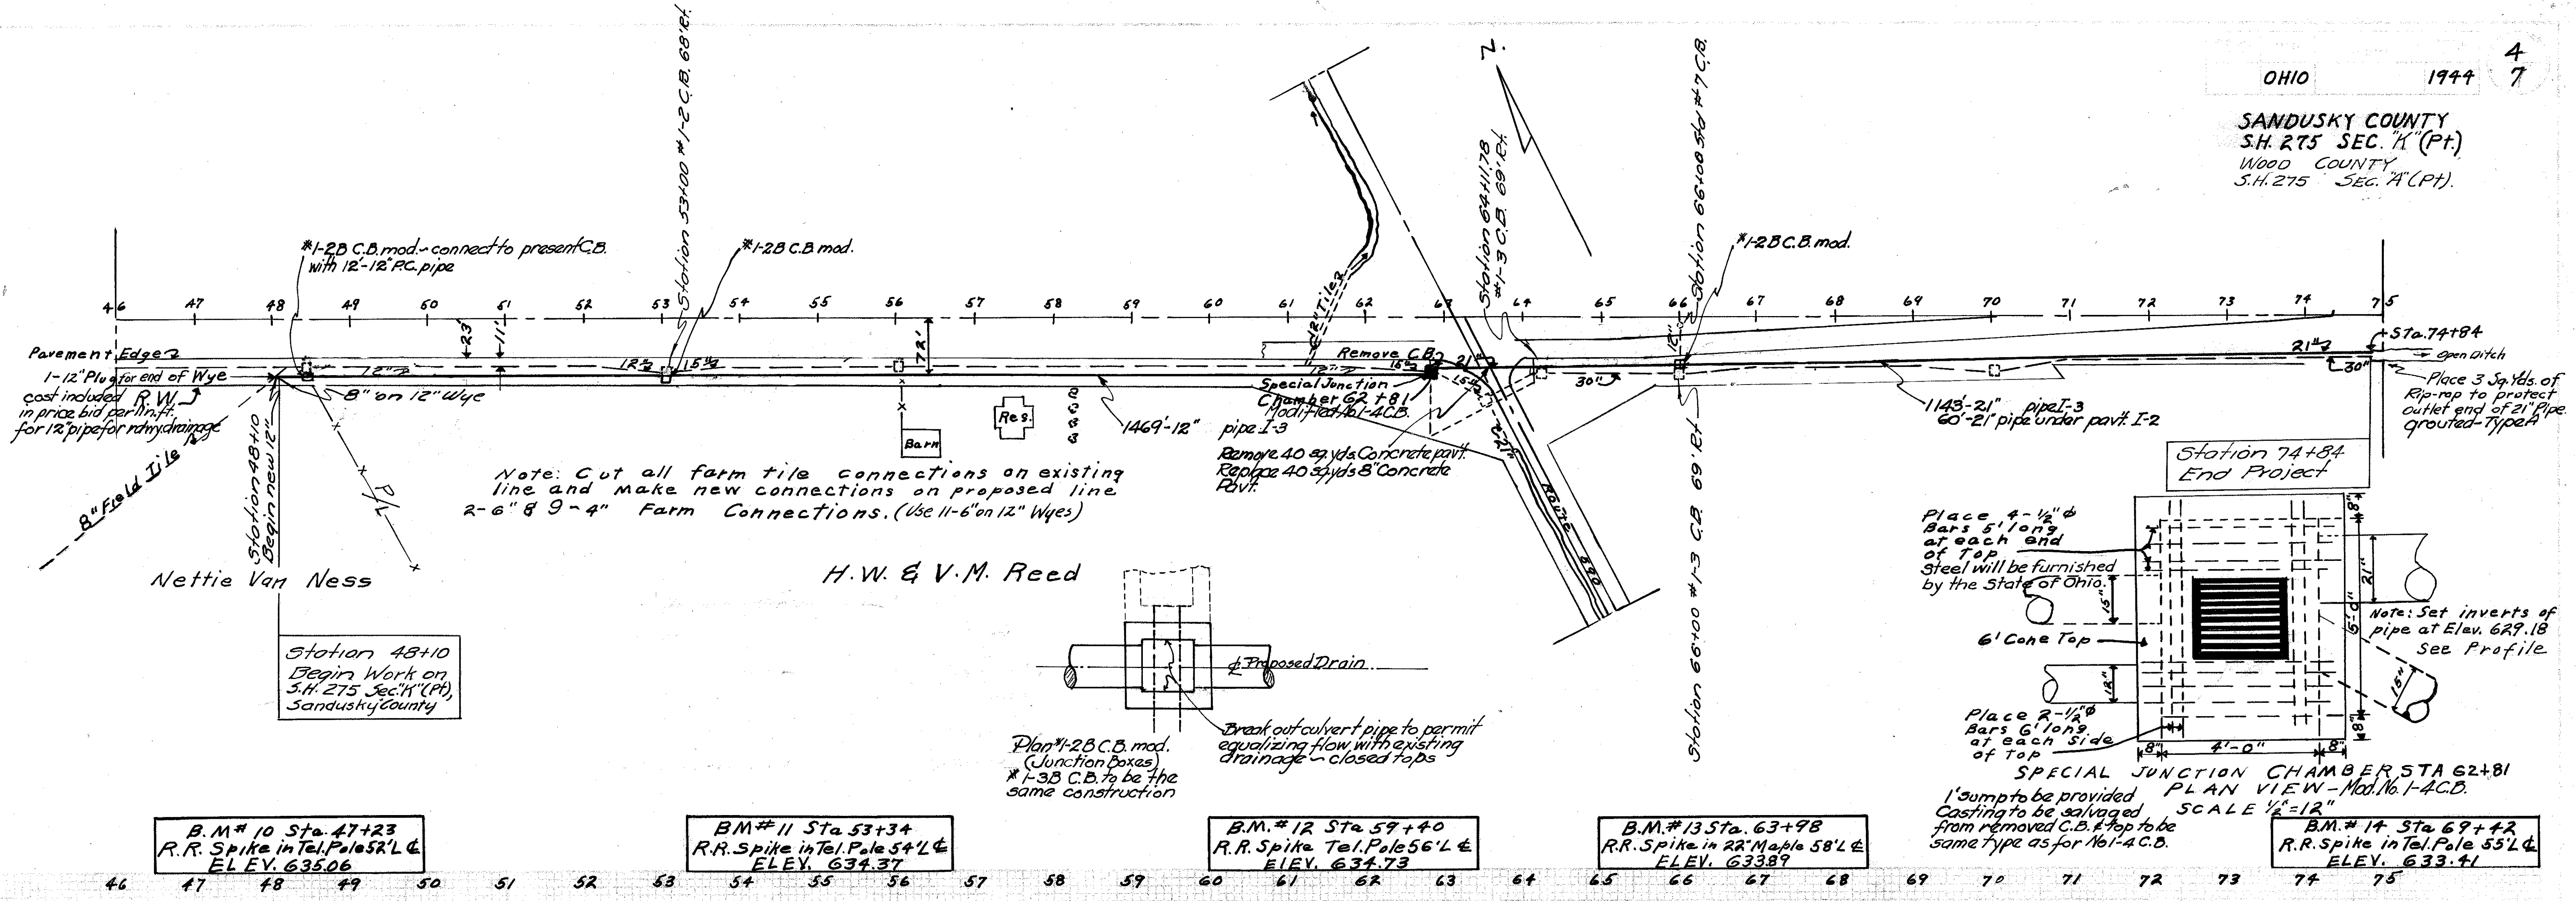 4
7
OHIO 1944
SANDUSKY COUNTY
S.H. 275 SEC. "K" (Pt.)
WOOD COUNTY
S.H. 275 SEC. "A" (Pt).
Station 53+00 #1-2 C.B. 68' Rt.
N.
Station 64+11.78
#1-3 C.B. 69' Rt.
Station 66+08 Std #7 C.B.
*1-2B C.B. mod. - connect to present C.B.
with 12'-12" P.C. pipe
*1-2B C.B. mod.
*1-2B C.B. mod.
46 47 48 49 50 51 52 53 54 55 56 57 58 59 60 61 62 63 64 65 66 67 68 69 70 71 72 73 74 75
23'
11'
72'
12" Tile
12"
Sta. 74+84
Open Ditch
Pavement Edge
12"
12"
15"
Remove C.B.
21"
12"
15"
15"
30"
21"
30"
1-12" Plug for end of Wye
cost included
in price bid per lin. ft.
for 12" pipe for rdwy. drainage
R.W.
8" on 12" Wye
Special Junction
Chamber 62+81
Modified No 1-4 C.B.
1469'-12" pipe I-3
Barn
Res.
Remove 40 sq. yds. Concrete pavt.
Replace 40 sq. yds 8" Concrete
Pavt.
1143'-21" pipe I-3
60'-21" pipe under pavt. I-2
Place 3 Sq. Yds. of
Rip-rap to protect
outlet end of 21" Pipe.
grouted-Type A
Station 74+84
End Project
8" Field Tile
Station 48+10
Begin new 12"
P/L
Note: Cut all farm tile connections on existing
line and make new connections on proposed line
2-6" & 9-4" Farm Connections. (Use 11-6" on 12" Wyes)
Route 590
Station 66+00 #1-3 C.B. 69' Rt.
Nettie Van Ness
H.W. & V.M. Reed
Station 48+10
Begin Work on
S.H. 275 Sec. "K" (Pt),
Sandusky County
℄ Proposed Drain
Break out culvert pipe to permit
equalizing flow with existing
drainage - closed tops
Plan *1-2B C.B. mod.
(Junction Boxes)
* 1-3B C.B. to be the
same construction
Place 4-½" ϕ
Bars 5' long
at each end
of Top
Steel will be furnished
by the State of Ohio.
15"
6' Cone Top
12"
Place 2-½" ϕ
Bars 6' long
at each side
of Top
8"
21"
5'-0"
Note: Set inverts of
pipe at Elev. 629.18
See Profile
15"
8"
8" 4'-0" 8"
SPECIAL JUNCTION CHAMBER STA 62+81
PLAN VIEW - Mod. No. 1-4 C.B.
SCALE ½" = 12"
1' sump to be provided
Casting to be salvaged
from removed C.B. & top to be
same type as for No 1-4 C.B.
B.M # 10 Sta. 47+23
R.R. Spike in Tel. Pole 52' L ℄
ELEV. 635.06
BM # 11 Sta 53+34
R.R. Spike in Tel. Pole 54' L ℄
ELEV. 634.37
B.M. # 12 Sta 59+40
R.R. Spike Tel. Pole 56' L ℄
ELEV. 634.73
B.M. # 13 Sta. 63+98
R.R. Spike in 22" Maple 58' L ℄
ELEV. 633.89
B.M. # 14 Sta 69+42
R.R. Spike in Tel. Pole 55' L ℄
ELEV. 633.41
46 47 48 49 50 51 52 53 54 55 56 57 58 59 60 61 62 63 64 65 66 67 68 69 70 71 72 73 74 75